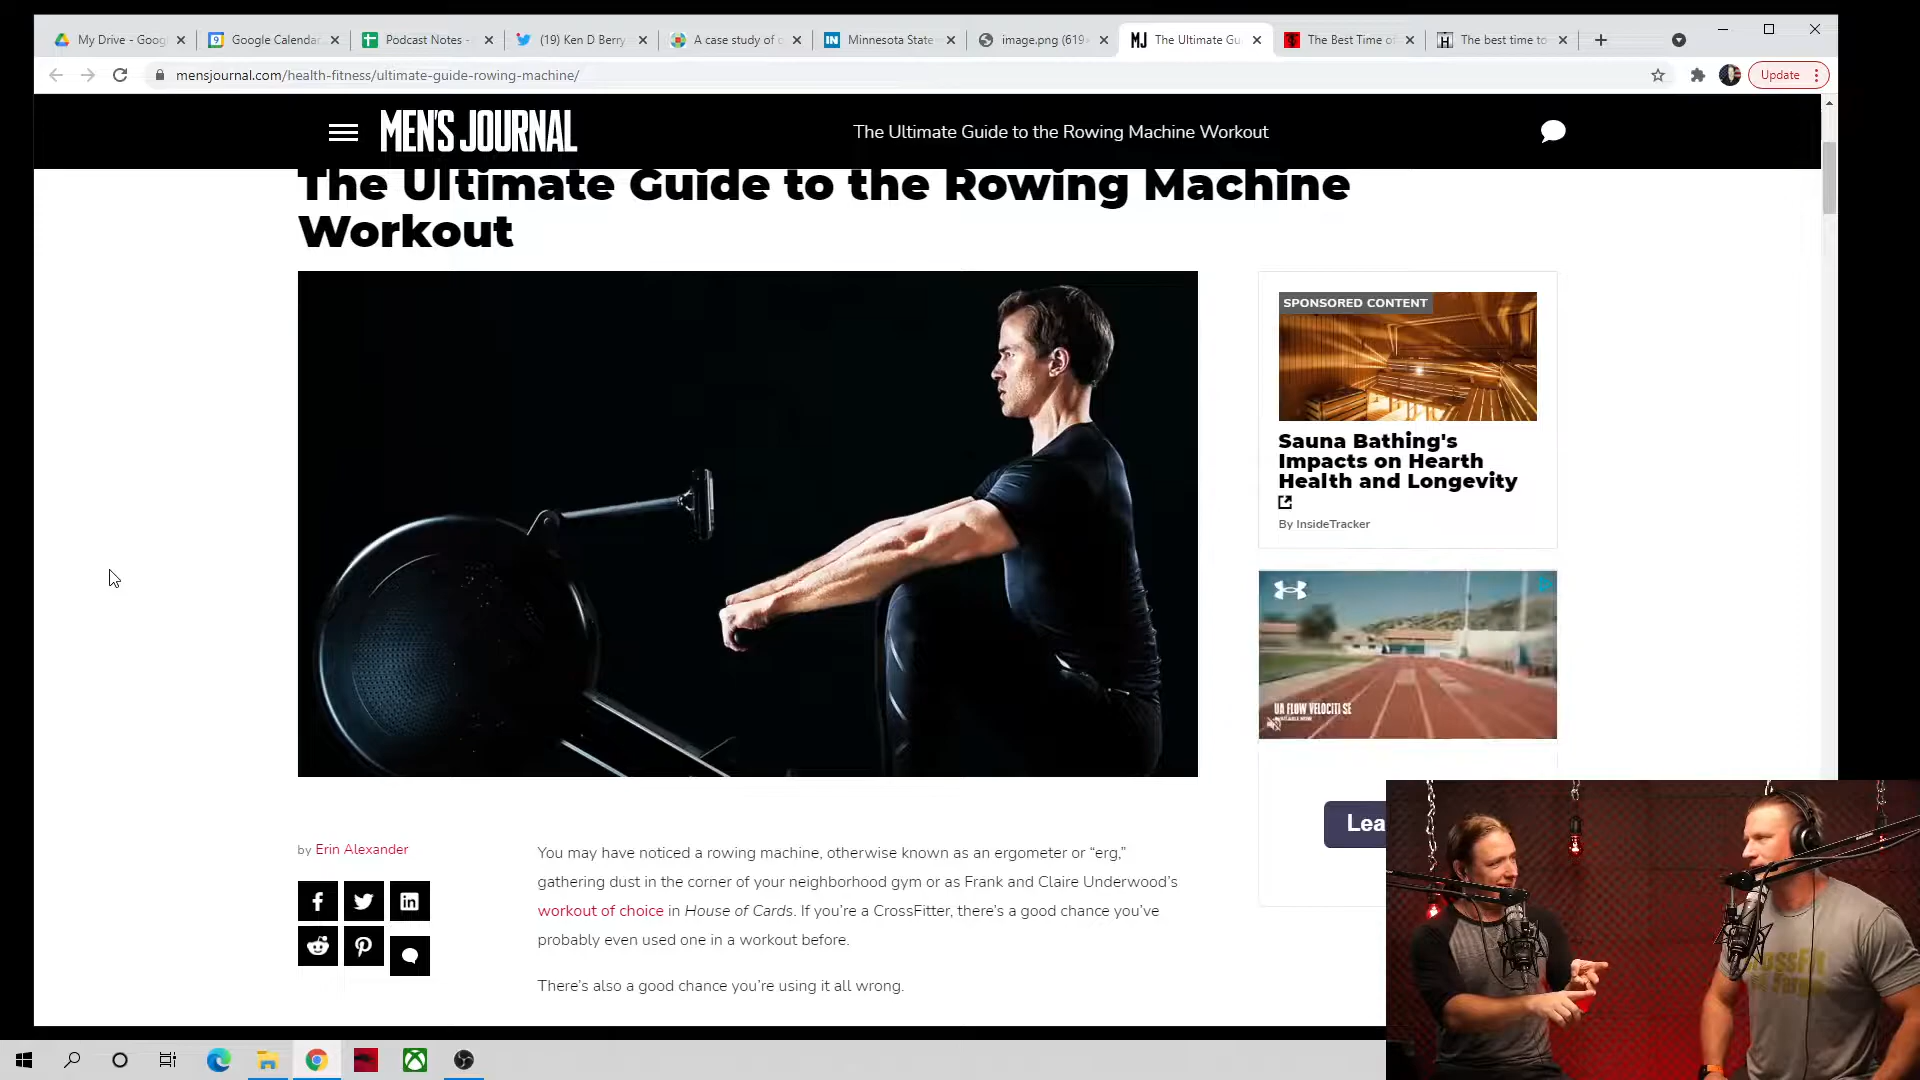 My Drive - Goog
Google Calendar
Podcast Notes -
(19) Ken D Berry
A case study of
Minnesota State
image.png (619
MJ The Ultimate Gu
The Best Time of
The best time to
mensjournal.com/health-fitness/ultimate-guide-rowing-machine/
Update
MEN'S JOURNAL
The Ultimate Guide to the Rowing Machine Workout
The Ultimate Guide to the Rowing Machine
Workout
SPONSORED CONTENT
Sauna Bathing's
Impacts on Hearth
Health and Longevity
By InsideTracker
UA FLOW VELOCITI SE
Lea
by Erin Alexander
You may have noticed a rowing machine, otherwise known as an ergometer or “erg,”
gathering dust in the corner of your neighborhood gym or as Frank and Claire Underwood’s
workout of choice in House of Cards. If you’re a CrossFitter, there’s a good chance you’ve
probably even used one in a workout before.
There’s also a good chance you’re using it all wrong.
CrossFit